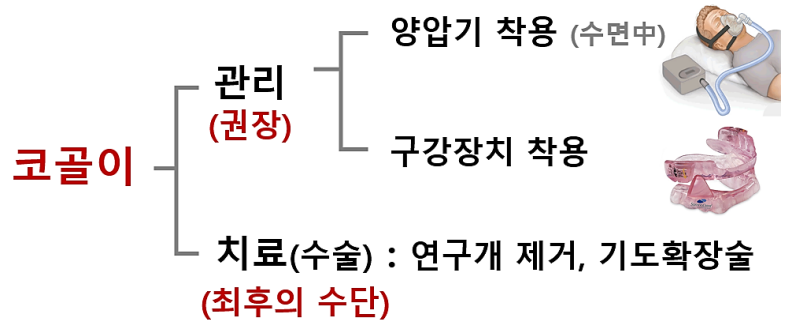 코골이
관리
(권장)
양압기 착용 (수면中)
구강장치 착용
치료(수술) : 연구개 제거, 기도확장술
(최후의 수단)